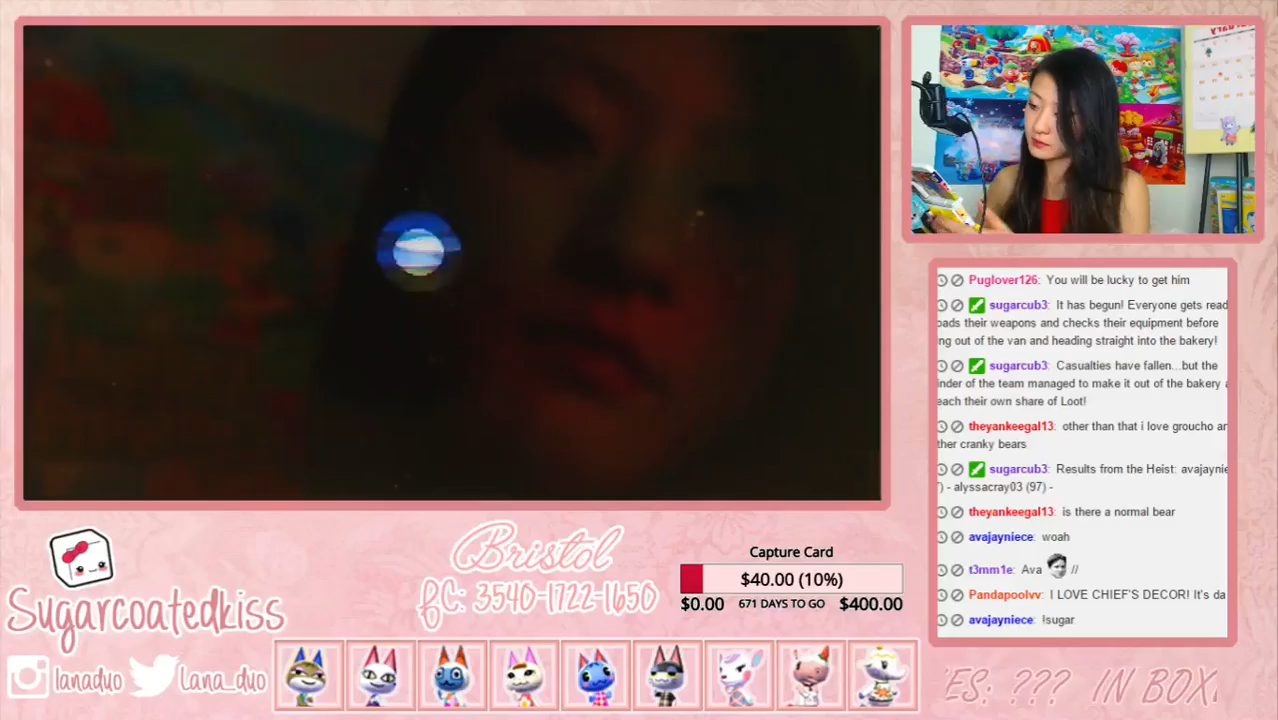 Puglover126: You will be lucky to get him
sugarcub3: It has begun! Everyone gets read
oads their weapons and checks their equipment before
ng out of the van and heading straight into the bakery!
sugarcub3: Casualties have fallen...but the
inder of the team managed to make it out of the bakery a
each their own share of Loot!
theyankeegal13: other than that i love groucho an
ther cranky bears
sugarcub3: Results from the Heist: avajaynie
) - alyssacray03 (97) -
theyankeegal13: is there a normal bear
avajayniece: woah
t3mm1e: Ava //
Pandapoolvv: I LOVE CHIEF'S DECOR! It's da
avajayniece: !sugar
Sugarcoatedkiss
lanaduo Lana_duo
Bristol
FC: 3540-1722-1650
Capture Card
$40.00 (10%)
$0.00 671 DAYS TO GO $400.00
ES: ??? IN BOX.